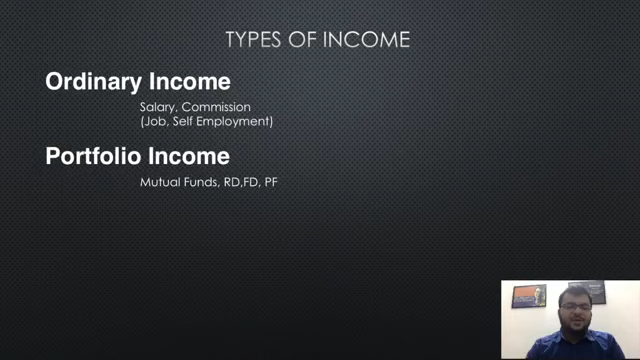 TYPES OF INCOME
Ordinary Income
Salary, Commission
(Job, Self Employment)
Portfolio Income
Mutual Funds, RD,FD, PF